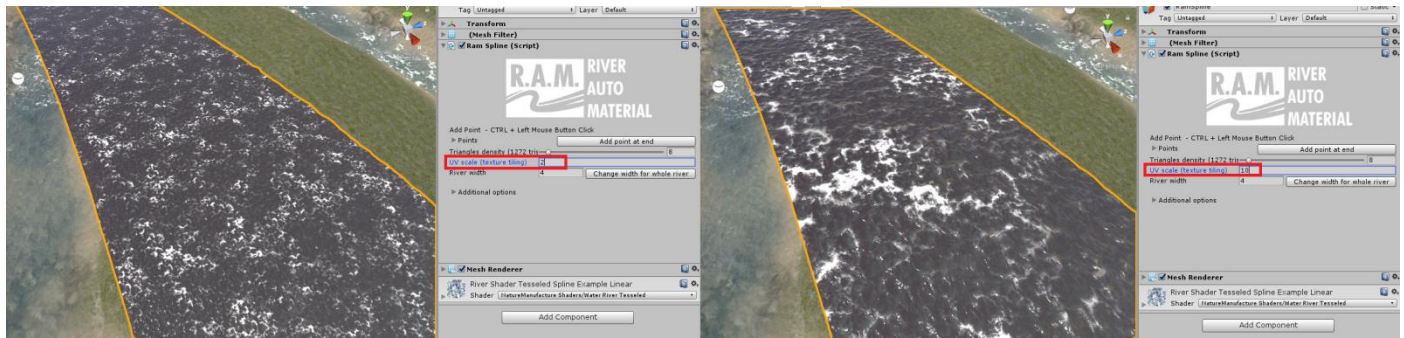 Tag Untagged Layer Default
Transform
(Mesh Filter)
Ram Spline (Script)
R.A.M. RIVER
AUTO
MATERIAL
Add Point - CTRL + Left Mouse Button Click
Points Add point at end
Triangles density (1272 tris 8
UV scale (texture tiling) 2
River width 4 Change width for whole river
Additional options
Mesh Renderer
River Shader Tesseled Spline Example Linear
Shader NatureManufacture Shaders/Water River Tesseled
Add Component
RamSpline Static
Tag Untagged Layer Default
Transform
(Mesh Filter)
Ram Spline (Script)
R.A.M. RIVER
AUTO
MATERIAL
Add Point - CTRL + Left Mouse Button Click
Points Add point at end
Triangles density (1272 tris 8
UV scale (texture tiling) 10
River width 4 Change width for whole river
Additional options
Mesh Renderer
River Shader Tesseled Spline Example Linear
Shader NatureManufacture Shaders/Water River Tesseled
Add Component